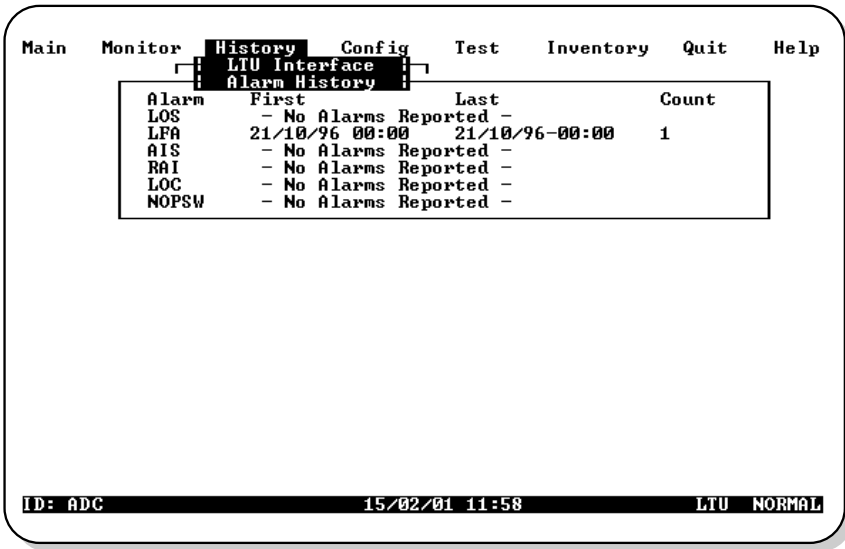 Main Monitor History Config Test Inventory Quit Help
LTU Interface
Alarm History
Alarm First Last Count
LOS - No Alarms Reported -
LFA 21/10/96 00:00 21/10/96-00:00 1
AIS - No Alarms Reported -
RAI - No Alarms Reported -
LOC - No Alarms Reported -
NOPSW - No Alarms Reported -
ID: ADC 15/02/01 11:58 LTU NORMAL